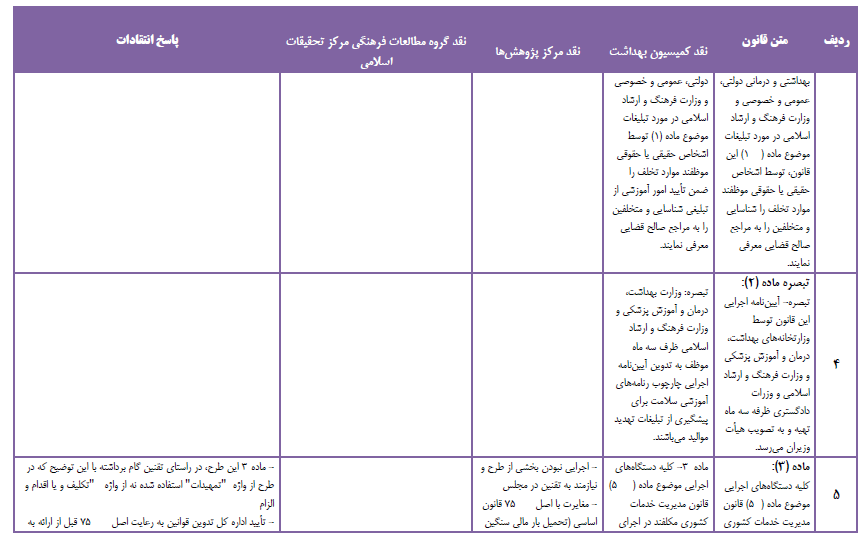 ردیف
متن قانون
نقد کمیسیون بهداشت
نقد مرکز پژوهش‌ها
نقد گروه مطالعات فرهنگی مرکز تحقیقات
اسلامی
پاسخ انتقادات
بهداشتی و درمانی دولتی،
عمومی و خصوصی و
وزارت فرهنگ و ارشاد
اسلامی در مورد تبلیغات
موضوع ماده ( ۱) این
قانون، توسط اشخاص
حقیقی یا حقوقی موظفند
موارد تخلف را شناسایی
و متخلفین را به مراجع
صالح قضایی معرفی
نمایند.
دولتی، عمومی و خصوصی
و وزارت فرهنگ و ارشاد
اسلامی در مورد تبلیغات
موضوع ماده (۱) توسط
اشخاص حقیقی یا حقوقی
موظفند موارد تخلف را
ضمن تأیید امور آموزشی از
تبلیغی شناسایی و متخلفین
را به مراجع صالح قضایی
معرفی نمایند.
۴
تبصره ماده (۲):
تبصره- آیین‌نامه اجرایی
این قانون توسط
وزارتخانه‌های بهداشت،
درمان و آموزش پزشکی
و وزارت فرهنگ و ارشاد
اسلامی و وزرات
دادگستری ظرفه سه ماه
تهیه و به تصویب هیأت
وزیران می‌رسد.
تبصره: وزارت بهداشت،
درمان و آموزش پزشکی و
وزارت فرهنگ و ارشاد
اسلامی ظرف سه ماه
موظف به تدوین آیین‌نامه
اجرایی چارچوب رنامه‌های
آموزشی سلامت برای
پیشگیری از تبلیغات تهدید
موالید می‌باشند.
۵
ماده (۳):
کلیه دستگاه‌های اجرایی
موضوع ماده ( ۵) قانون
مدیریت خدمات کشوری
ماده ۳- کلیه دستگاه‌های
اجرایی موضوع ماده ( ۵)
قانون مدیریت خدمات
کشوری مکلفند در اجرای
- اجرایی نبودن بخشی از طرح و
نیازمند به تقنین در مجلس
- مغایرت با اصل ۷۵ قانون
اساسی (تحمیل بار مالی سنگین
- ماده ۳ این طرح، در راستای تقنین گام برداشته با این توضیح که در
طرح از واژه "تمهیدات" استفاده شده نه از واژه "تکلیف و یا اقدام و
الزام
- تأیید اداره کل تدوین قوانین به رعایت اصل ۷۵ قبل از ارائه به